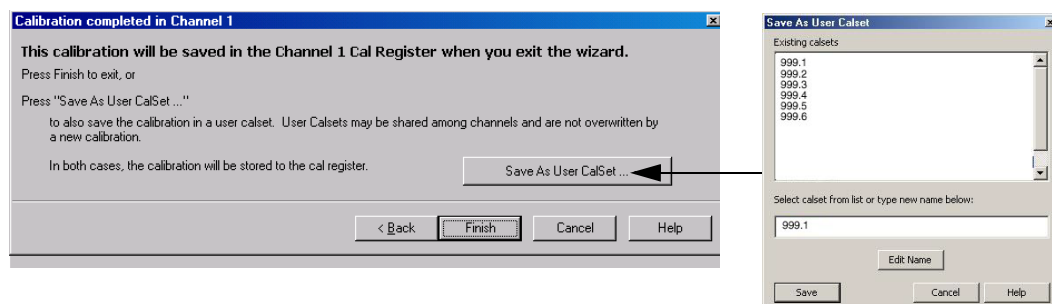 Calibration completed in Channel 1
This calibration will be saved in the Channel 1 Cal Register when you exit the wizard.
Press Finish to exit, or
Press "Save As User CalSet ..."
to also save the calibration in a user calset. User Calsets may be shared among channels and are not overwritten by
a new calibration.
In both cases, the calibration will be stored to the cal register.
Save As User CalSet ...
< Back
Finish
Cancel
Help
Save As User Calset
Existing calsets
999.1
999.2
999.3
999.4
999.5
999.6
Select calset from list or type new name below:
999.1
Edit Name
Save
Cancel
Help